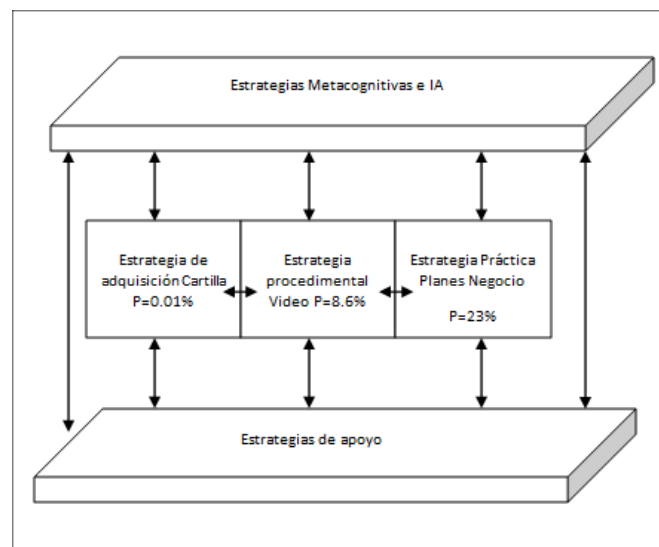 Estrategias Metacognitivas e IA
Estrategia de
adquisición Cartilla
P=0.01%
Estrategia
procedimental
Video P=8.6%
Estrategia Práctica
Planes Negocio
P=23%
Estrategias de apoyo